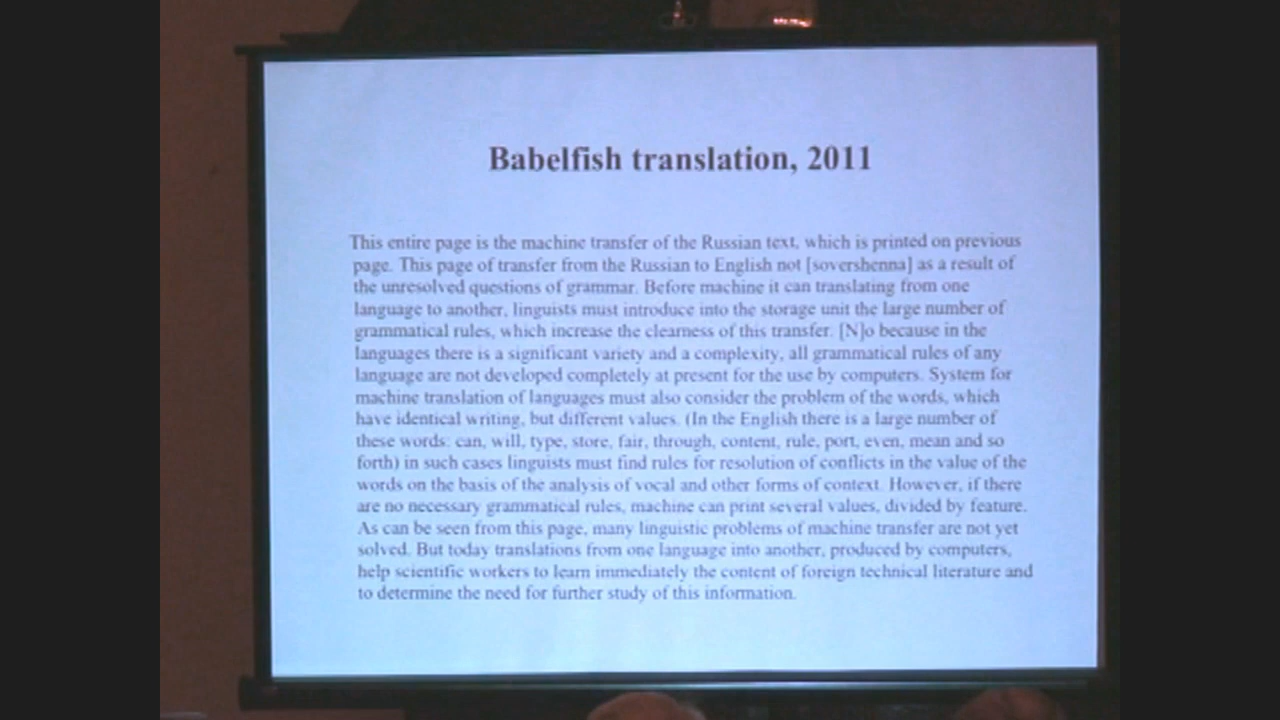 Babelfish translation, 2011
This entire page is the machine transfer of the Russian text, which is printed on previous
page. This page of transfer from the Russian to English not [sovershenna] as a result of
the unresolved questions of grammar. Before machine it can translating from one
language to another, linguists must introduce into the storage unit the large number of
grammatical rules, which increase the clearness of this transfer. [N]o because in the
languages there is a significant variety and a complexity, all grammatical rules of any
language are not developed completely at present for the use by computers. System for
machine translation of languages must also consider the problem of the words, which
have identical writing, but different values. (In the English there is a large number of
these words: can, will, type, store, fair, through, content, rule, port, even, mean and so
forth) in such cases linguists must find rules for resolution of conflicts in the value of the
words on the basis of the analysis of vocal and other forms of context. However, if there
are no necessary grammatical rules, machine can print several values, divided by feature.
As can be seen from this page, many linguistic problems of machine transfer are not yet
solved. But today translations from one language into another, produced by computers,
help scientific workers to learn immediately the content of foreign technical literature and
to determine the need for further study of this information.